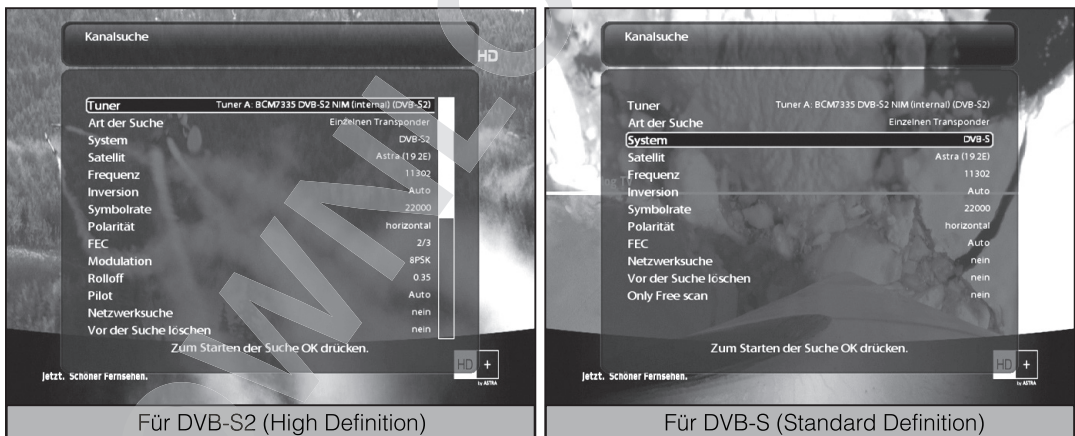 Kanalsuche
HD
Tuner Tuner A: BCM7335 DVB-S2 NIM (internal) (DVB-S2)
Art der Suche Einzelnen Transponder
System DVB-S2
Satellit Astra (19.2E)
Frequenz 11302
Inversion Auto
Symbolrate 22000
Polarität horizontal
FEC 2/3
Modulation 8PSK
Rolloff 0.35
Pilot Auto
Netzwerksuche nein
Vor der Suche löschen nein
Zum Starten der Suche OK drücken.
HD +
by ASTRA
Jetzt. Schöner Fernsehen.
Für DVB-S2 (High Definition)
Kanalsuche
Tuner Tuner A: BCM7335 DVB-S2 NIM (internal) (DVB-S2)
Art der Suche Einzelnen Transponder
System DVB-S
Satellit Astra (19.2E)
Frequenz 11302
Inversion Auto
Symbolrate 22000
Polarität horizontal
FEC Auto
Netzwerksuche nein
Vor der Suche löschen nein
Only Free scan nein
Zum Starten der Suche OK drücken.
HD +
by ASTRA
Jetzt. Schöner Fernsehen.
Für DVB-S (Standard Definition)